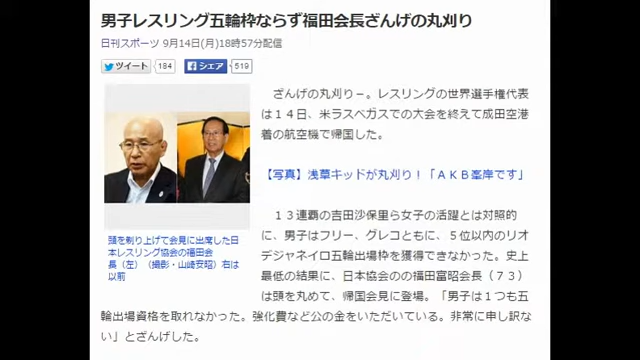 男子レスリング五輪枠ならず福田会長ざんげの丸刈り
日刊スポーツ 9月14日(月)18時57分配信
ツイート 184 シェア 519
ざんげの丸刈り－。レスリングの世界選手権代表
は１４日、米ラスベガスでの大会を終えて成田空港
着の航空機で帰国した。
【写真】浅草キッドが丸刈り！「ＡＫＢ峯岸です」
１３連覇の吉田沙保里ら女子の活躍とは対照的
に、男子はフリー、グレコともに、５位以内のリオ
デジャネイロ五輪出場枠を獲得できなかった。史上
最低の結果に、日本協会のの福田富昭会長（７３）
は頭を丸めて、帰国会見に登場。「男子は１つも五
輪出場資格を取れなかった。強化費など公の金をいただいている。非常に申し訳な
い」とざんげした。
頭を剃り上げて会見に出席した日
本レスリング協会の福田会
長（左）（撮影・山崎安昭）右は
以前